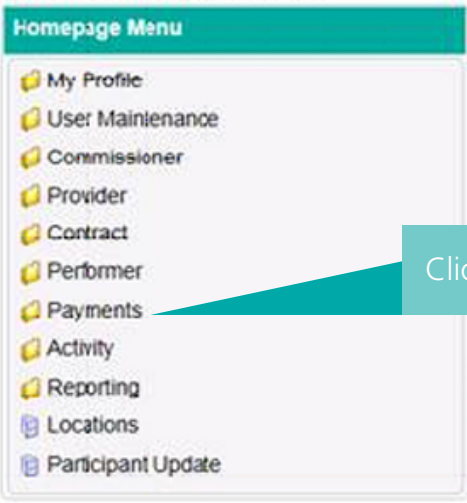 Homepage Menu
My Profile
User Maintenance
Commissioner
Provider
Contract
Performer
Clic
Payments
Activity
Reporting
Locations
Participant Update